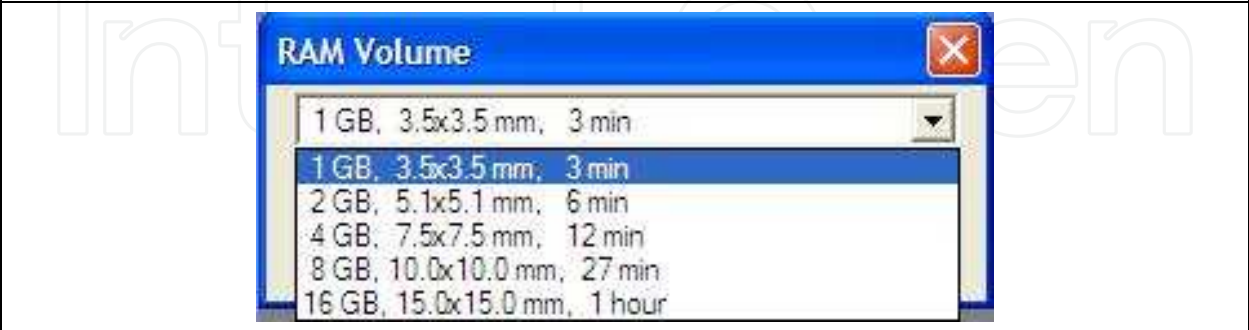 RAM Volume
1 GB, 3.5x3.5 mm, 3 min
1 GB, 3.5x3.5 mm, 3 min
2 GB, 5.1x5.1 mm, 6 min
4 GB, 7.5x7.5 mm, 12 min
8 GB, 10.0x10.0 mm, 27 min
16 GB, 15.0x15.0 mm, 1 hour